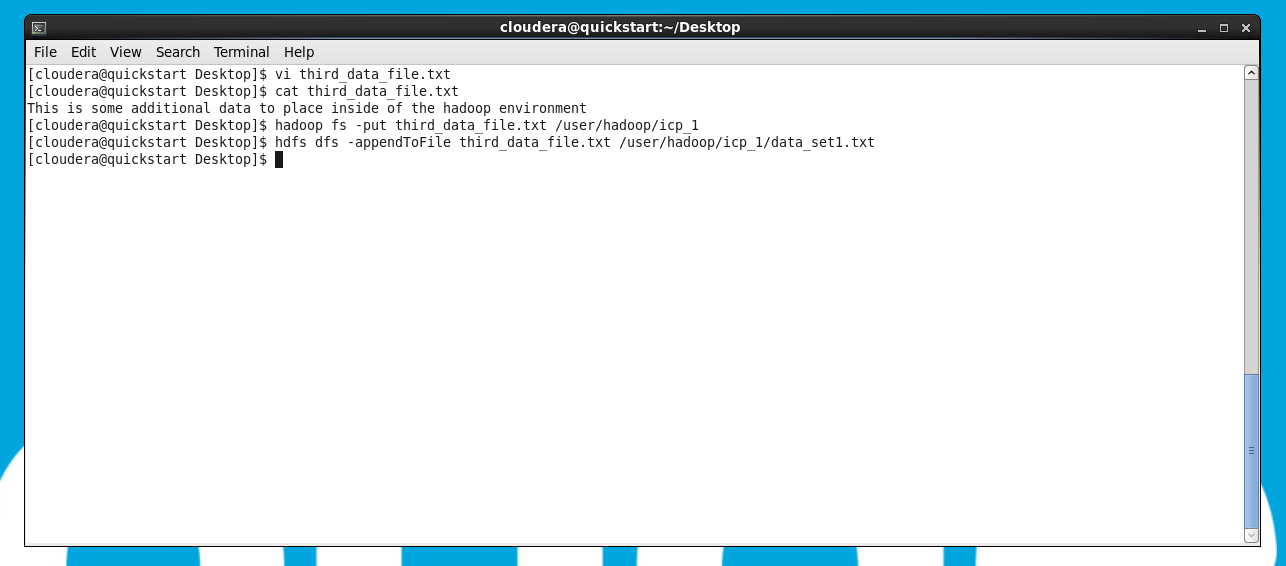 cloudera@quickstart:~/Desktop
File Edit View Search Terminal Help
[cloudera@quickstart Desktop]$ vi third_data_file.txt
[cloudera@quickstart Desktop]$ cat third_data_file.txt
This is some additional data to place inside of the hadoop environment
[cloudera@quickstart Desktop]$ hadoop fs -put third_data_file.txt /user/hadoop/icp_1
[cloudera@quickstart Desktop]$ hdfs dfs -appendToFile third_data_file.txt /user/hadoop/icp_1/data_set1.txt
[cloudera@quickstart Desktop]$